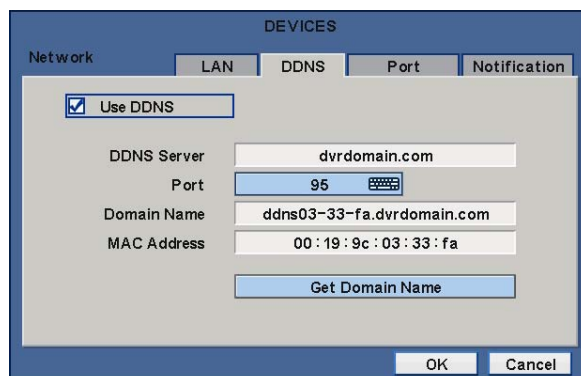 DEVICES
Network
LAN DDNS Port Notification
Use DDNS
DDNS Server dvrdomain.com
Port 95
Domain Name ddns03-33-fa.dvrdomain.com
MAC Address 00:19:9c:03:33:fa
Get Domain Name
OK Cancel